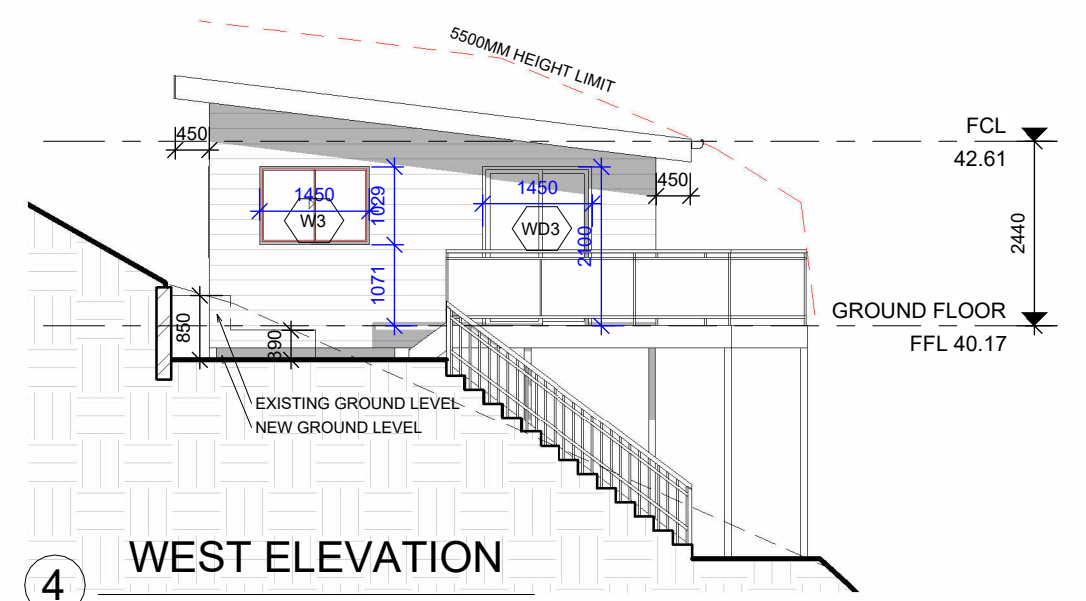 5500MM HEIGHT LIMIT
FCL
42.61
450
450
1450
1029
W3
1450
WD3
2100
1071
2440
GROUND FLOOR
FFL 40.17
850
390
EXISTING GROUND LEVEL
NEW GROUND LEVEL
WEST ELEVATION
4